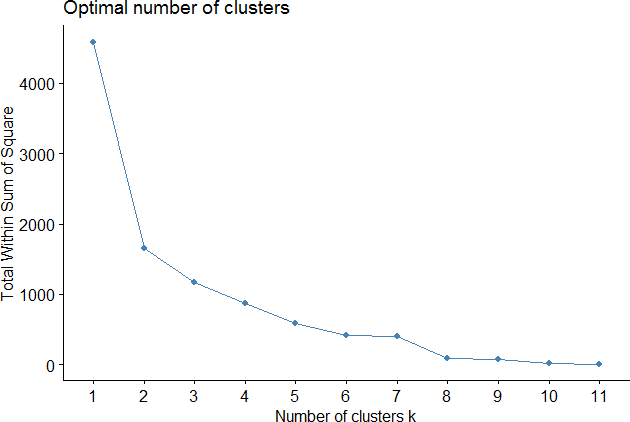 Optimal number of clusters
Total Within Sum of Square
4000
3000
2000
1000
0
1 2 3 4 5 6 7 8 9 10 11
Number of clusters k